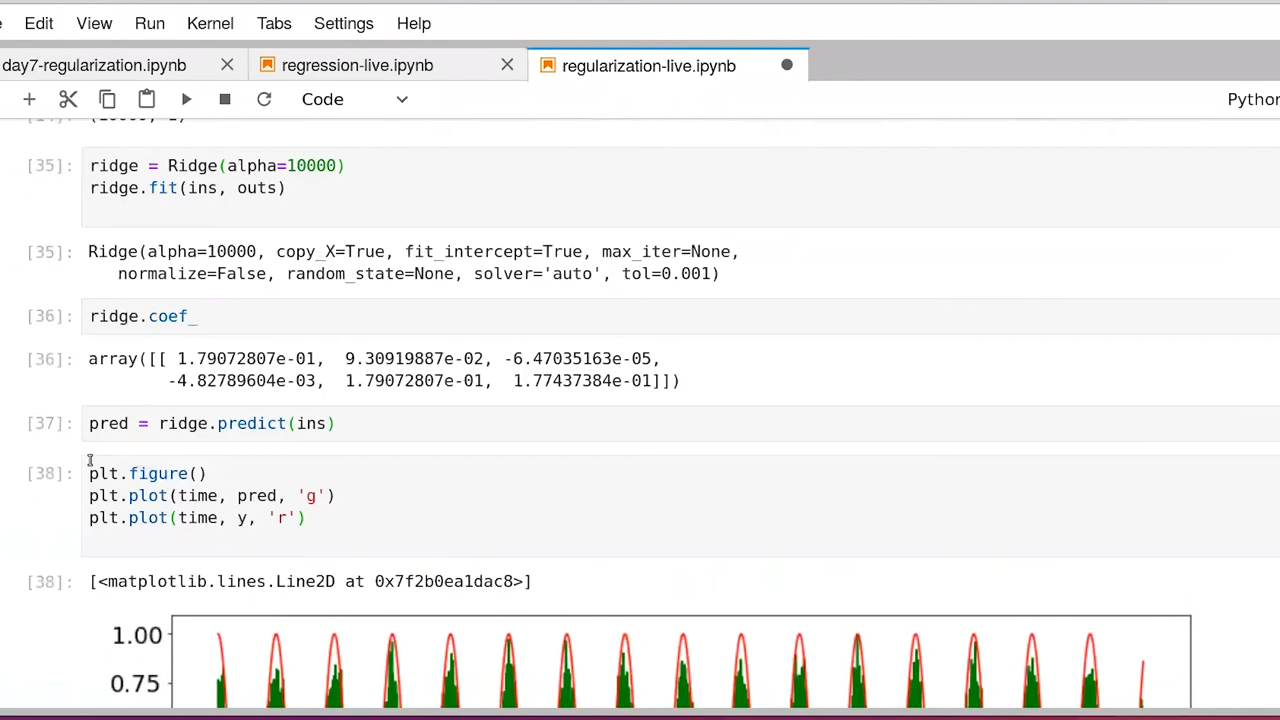 Edit View Run Kernel Tabs Settings Help
day7-regularization.ipynb regression-live.ipynb regularization-live.ipynb
Code Python
[35]: ridge = Ridge(alpha=10000)
ridge.fit(ins, outs)
[35]: Ridge(alpha=10000, copy_X=True, fit_intercept=True, max_iter=None,
normalize=False, random_state=None, solver='auto', tol=0.001)
[36]: ridge.coef_
[36]: array([[ 1.79072807e-01, 9.30919887e-02, -6.47035163e-05,
-4.82789604e-03, 1.79072807e-01, 1.77437384e-01]])
[37]: pred = ridge.predict(ins)
[38]: plt.figure()
plt.plot(time, pred, 'g')
plt.plot(time, y, 'r')
[38]: [<matplotlib.lines.Line2D at 0x7f2b0ea1dac8>]
1.00
0.75